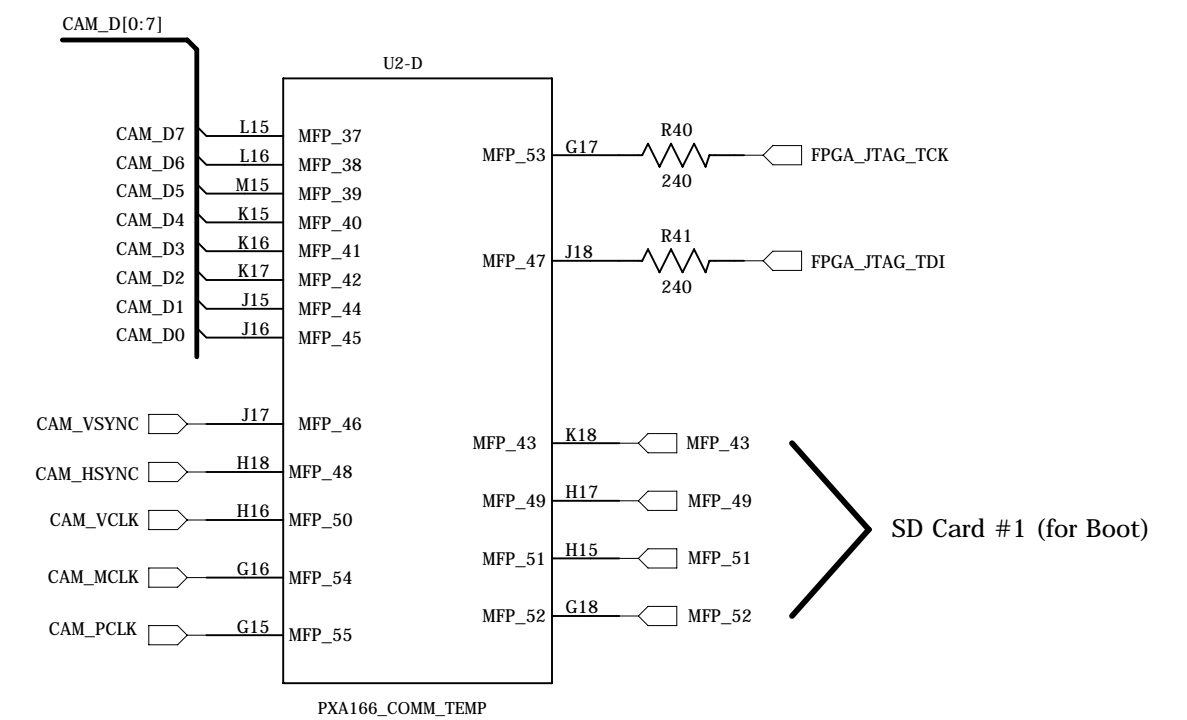 CAM_D[0:7]
U2-D
CAM_D7 L15 MFP_37
CAM_D6 L16 MFP_38
CAM_D5 M15 MFP_39
CAM_D4 K15 MFP_40
CAM_D3 K16 MFP_41
CAM_D2 K17 MFP_42
CAM_D1 J15 MFP_44
CAM_D0 J16 MFP_45
CAM_VSYNC J17 MFP_46
CAM_HSYNC H18 MFP_48
CAM_VCLK H16 MFP_50
CAM_MCLK G16 MFP_54
CAM_PCLK G15 MFP_55
R40
MFP_53 G17 FPGA_JTAG_TCK
240
R41
MFP_47 J18 FPGA_JTAG_TDI
240
MFP_43 K18 MFP_43
MFP_49 H17 MFP_49
MFP_51 H15 MFP_51
MFP_52 G18 MFP_52
SD Card #1 (for Boot)
PXA166_COMM_TEMP